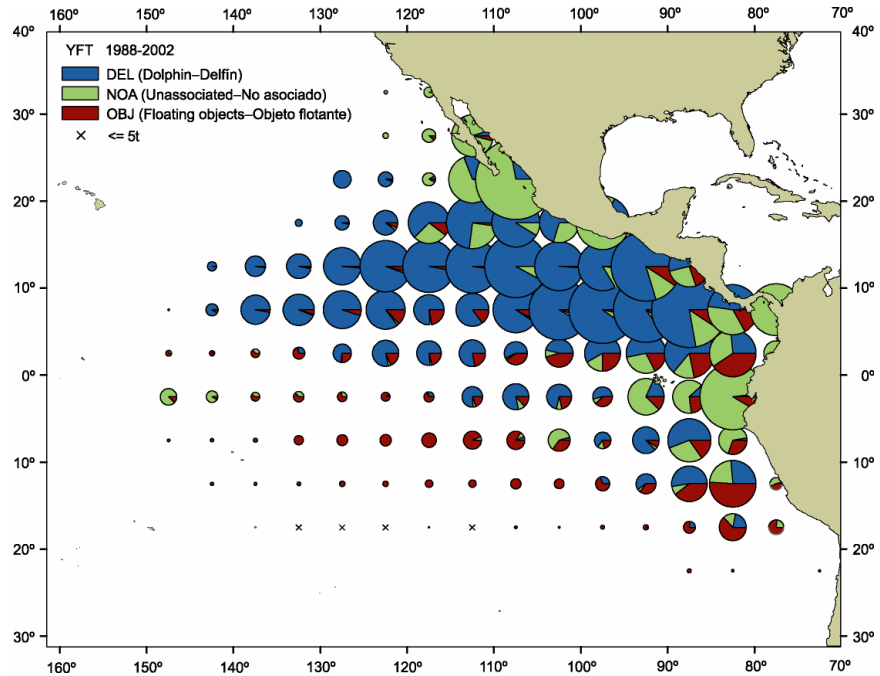 160º 150º 140º 130º 120º 110º 100º 90º 80º 70º
40º 40º
YFT 1988-2002
DEL (Dolphin–Delfín)
NOA (Unassociated–No asociado)
OBJ (Floating objects–Objeto flotante)
× <= 5t
30º 30º
20º 20º
10º 10º
0º 0º
10º 10º
20º 20º
30º 30º
160º 150º 140º 130º 120º 110º 100º 90º 80º 70º